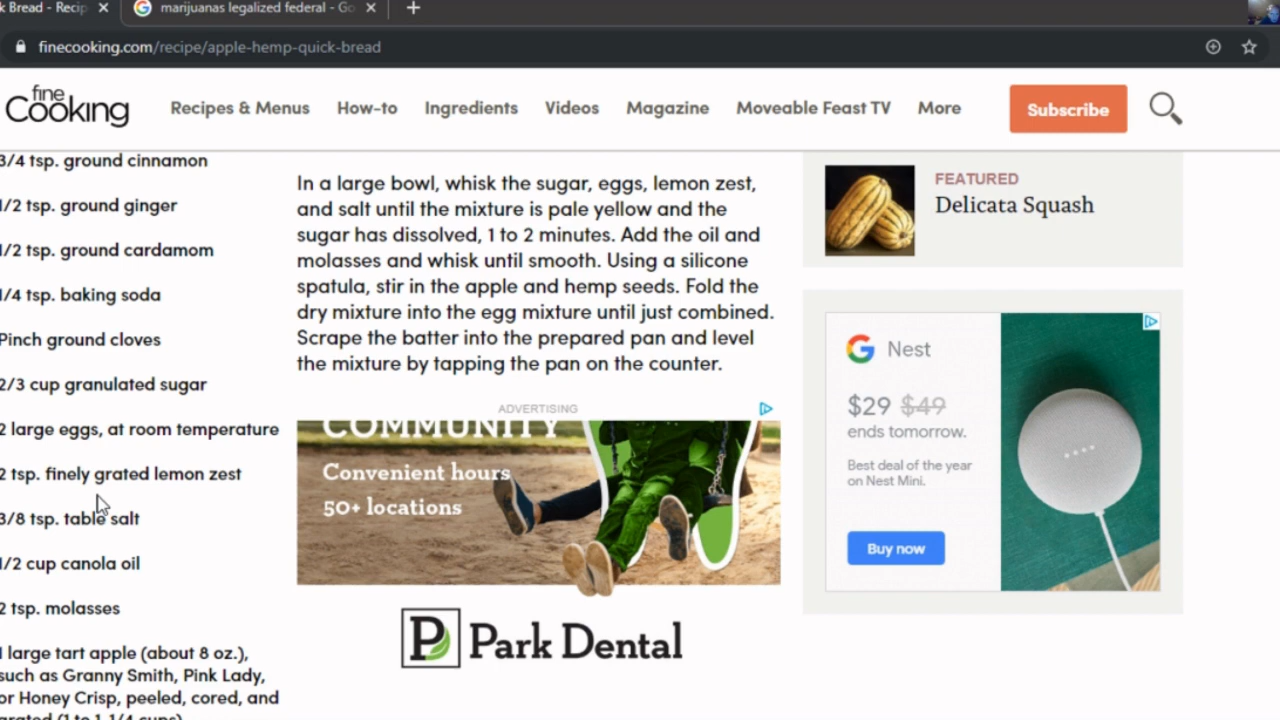 k Bread - Recip
marijuanas legalized federal - Go
finecooking.com/recipe/apple-hemp-quick-bread
fine
Cooking
Recipes & Menus
How-to
Ingredients
Videos
Magazine
Moveable Feast TV
More
Subscribe
3/4 tsp. ground cinnamon
1/2 tsp. ground ginger
1/2 tsp. ground cardamom
1/4 tsp. baking soda
Pinch ground cloves
2/3 cup granulated sugar
2 large eggs, at room temperature
2 tsp. finely grated lemon zest
3/8 tsp. table salt
1/2 cup canola oil
2 tsp. molasses
1 large tart apple (about 8 oz.),
such as Granny Smith, Pink Lady,
or Honey Crisp, peeled, cored, and
grated (1 to 1-1/4 cups)
In a large bowl, whisk the sugar, eggs, lemon zest,
and salt until the mixture is pale yellow and the
sugar has dissolved, 1 to 2 minutes. Add the oil and
molasses and whisk until smooth. Using a silicone
spatula, stir in the apple and hemp seeds. Fold the
dry mixture into the egg mixture until just combined.
Scrape the batter into the prepared pan and level
the mixture by tapping the pan on the counter.
ADVERTISING
COMMUNITY
Convenient hours
50+ locations
P Park Dental
FEATURED
Delicata Squash
G Nest
$29 $49
ends tomorrow.
Best deal of the year
on Nest Mini.
Buy now